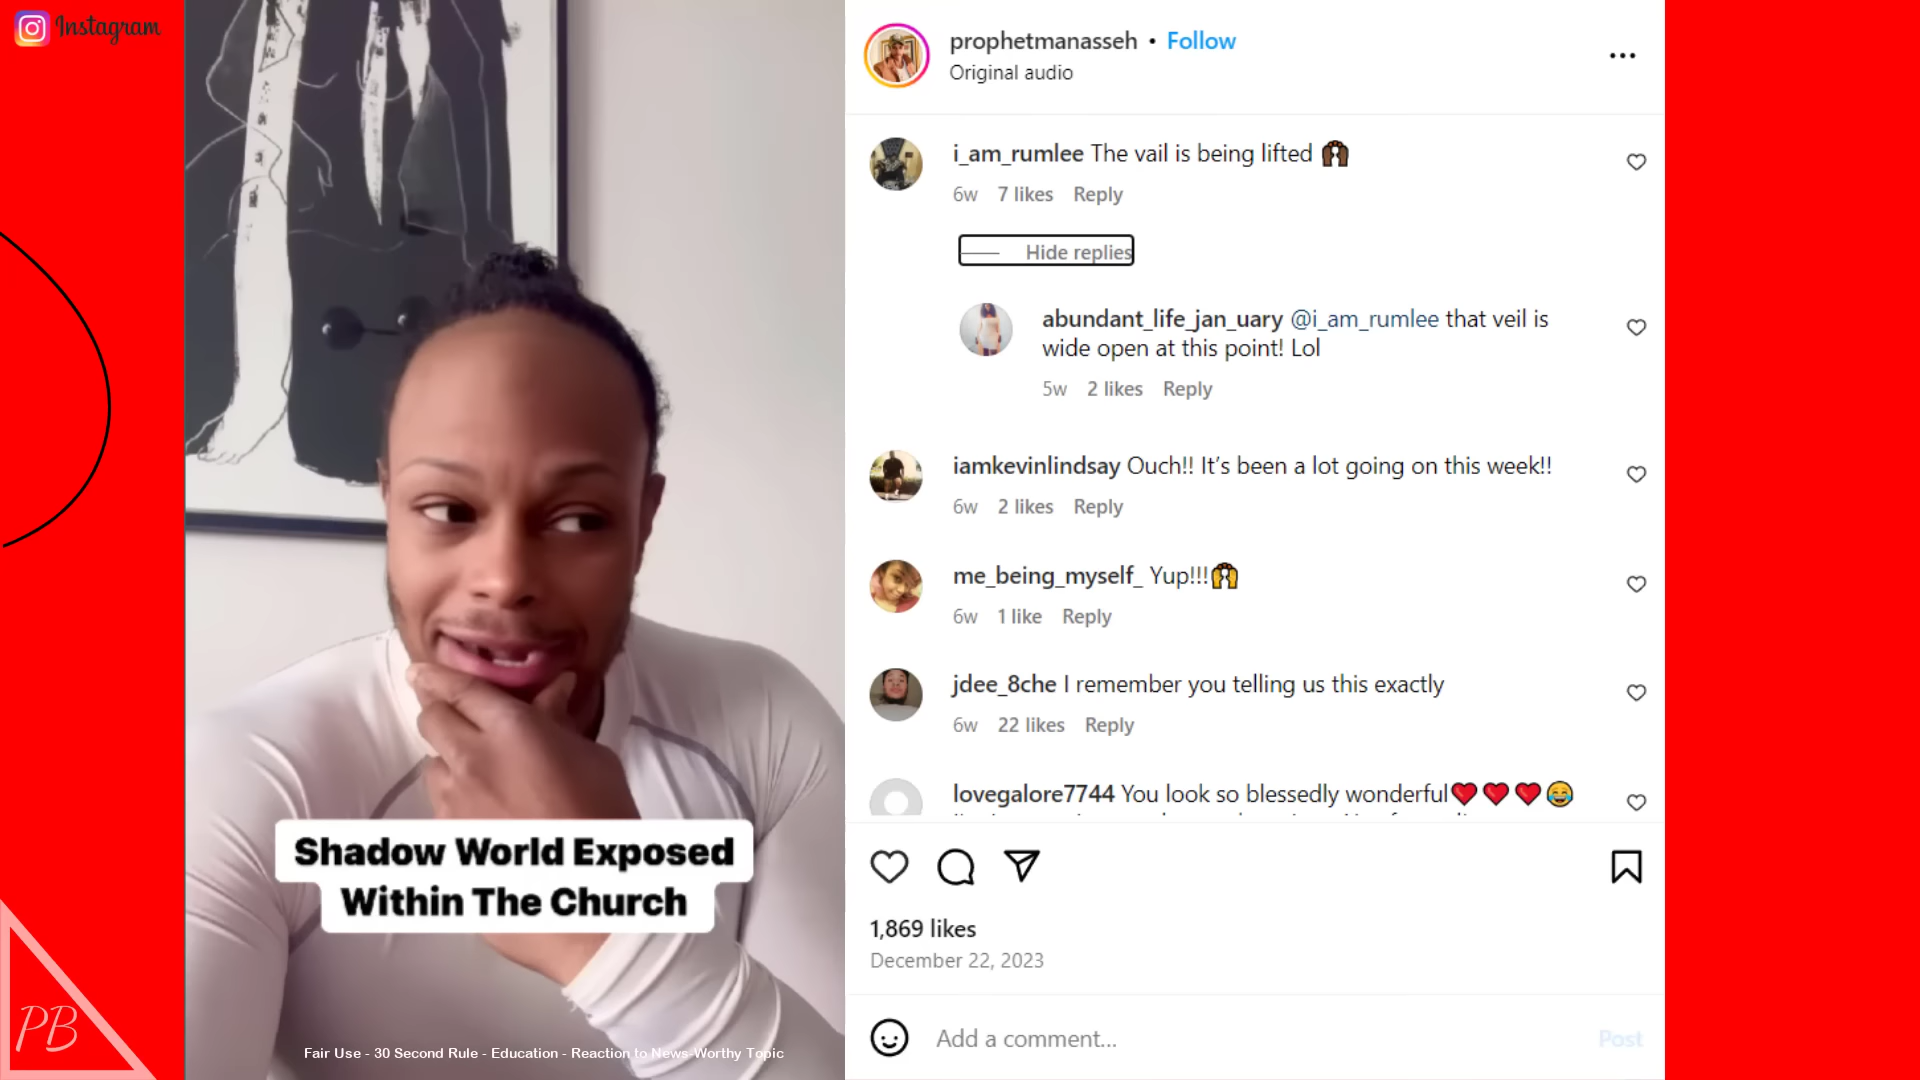 Instagram
prophetmanasseh • Follow
Original audio
i_am_rumlee The vail is being lifted
6w 7 likes Reply
Hide replies
abundant_life_jan_uary @i_am_rumlee that veil is
wide open at this point! Lol
5w 2 likes Reply
iamkevinlindsay Ouch!! It's been a lot going on this week!!
6w 2 likes Reply
me_being_myself_ Yup!!!
6w 1 like Reply
jdee_8che I remember you telling us this exactly
6w 22 likes Reply
lovegalore7744 You look so blessedly wonderful
1,869 likes
December 22, 2023
Add a comment...
Post
Shadow World Exposed
Within The Church
PB
Fair Use - 30 Second Rule - Education - Reaction to News-Worthy Topic